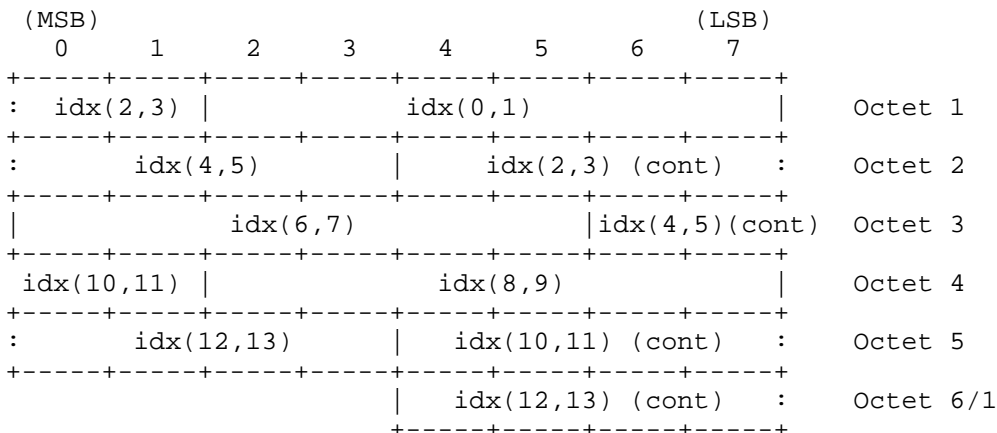 (MSB) (LSB)
0 1 2 3 4 5 6 7
+-----+-----+-----+-----+-----+-----+-----+-----+
: idx(2,3) | idx(0,1) | Octet 1
+-----+-----+-----+-----+-----+-----+-----+-----+
: idx(4,5) | idx(2,3) (cont) : Octet 2
+-----+-----+-----+-----+-----+-----+-----+-----+
| idx(6,7) |idx(4,5)(cont) Octet 3
+-----+-----+-----+-----+-----+-----+-----+-----+
idx(10,11) | idx(8,9) | Octet 4
+-----+-----+-----+-----+-----+-----+-----+-----+
: idx(12,13) | idx(10,11) (cont) : Octet 5
+-----+-----+-----+-----+-----+-----+-----+-----+
| idx(12,13) (cont) : Octet 6/1
+-----+-----+-----+-----+